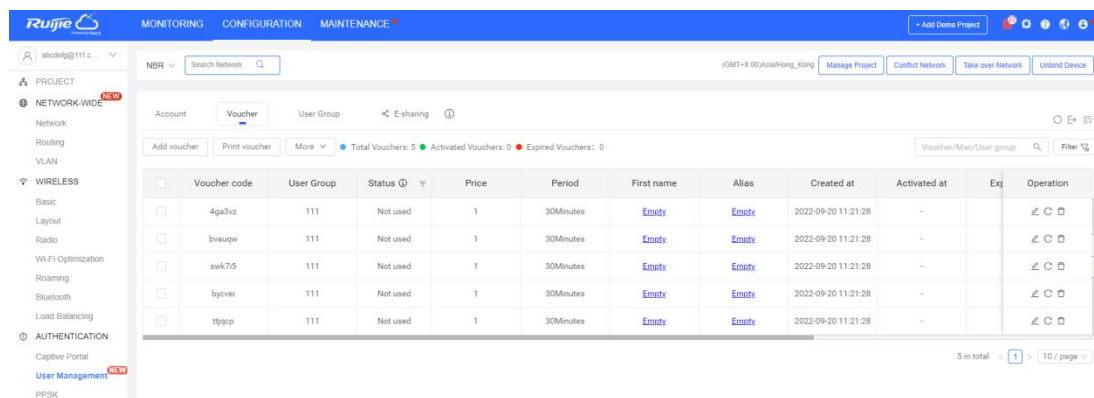 Ruijie MONITORING CONFIGURATION MAINTENANCE + Add Demo Project
abcdefg@111.c...
NBR Search Network (GMT+8:00)Asia/Hong_Kong Manage Project Conflict Network Take over Network Unbind Device
PROJECT
NETWORK-WIDE NEW
Network
Routing
VLAN
WIRELESS
Basic
Layout
Radio
Wi-Fi Optimization
Roaming
Bluetooth
Load Balancing
AUTHENTICATION
Captive Portal
User Management NEW
PPSK
Account Voucher User Group E-sharing
Add voucher Print voucher More Total Vouchers: 5 Activated Vouchers: 0 Expired Vouchers: 0 Voucher/Mac/User group Filter
Voucher code User Group Status Price Period First name Alias Created at Activated at Exp Operation
4ga3vz 111 Not used 1 30Minutes Empty Empty 2022-09-20 11:21:28 -
bvauqw 111 Not used 1 30Minutes Empty Empty 2022-09-20 11:21:28 -
swk7i5 111 Not used 1 30Minutes Empty Empty 2022-09-20 11:21:28 -
bycvei 111 Not used 1 30Minutes Empty Empty 2022-09-20 11:21:28 -
ttjqcp 111 Not used 1 30Minutes Empty Empty 2022-09-20 11:21:28 -
5 in total < 1 > 10 / page